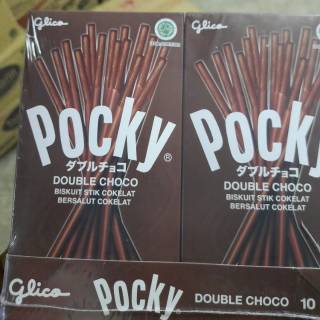 Glico
Pocky®
ダブルチョコ
DOUBLE CHOCO
BISKUIT STIK COKELAT
BERSALUT COKELAT
Glico
Pocky
ダブルチョコ
DOUBLE CHOCO
BISKUIT STIK COKELAT
BERSALUT COKELAT
Glico Pocky DOUBLE CHOCO 10